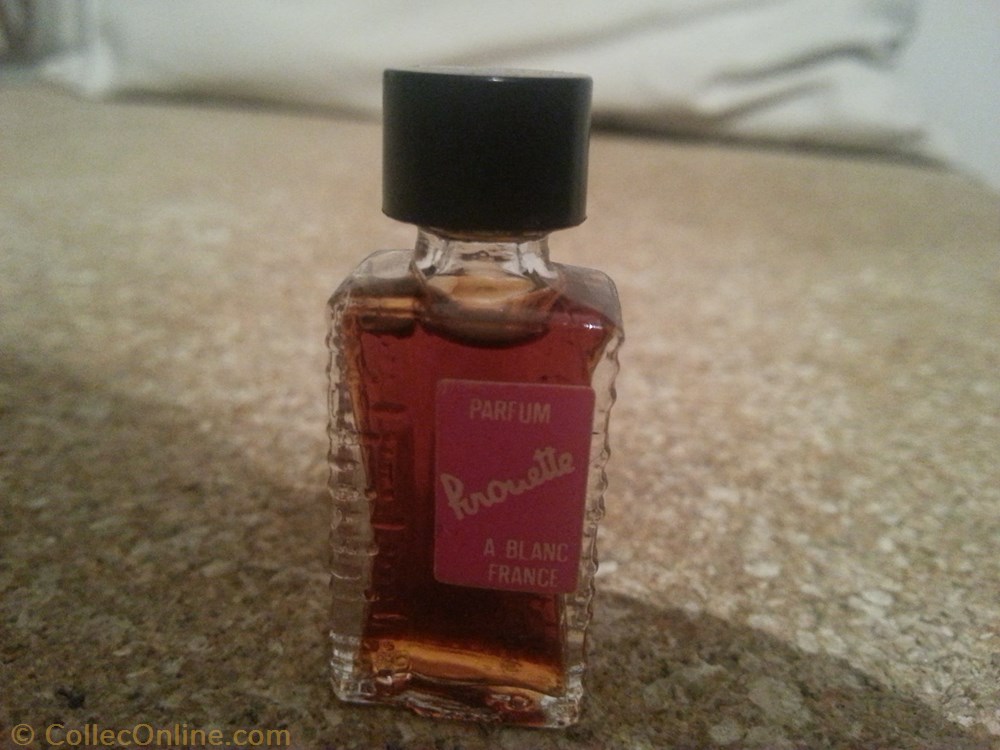 PARFUM
Pirouette
A BLANC
FRANCE
© CollecOnline.com